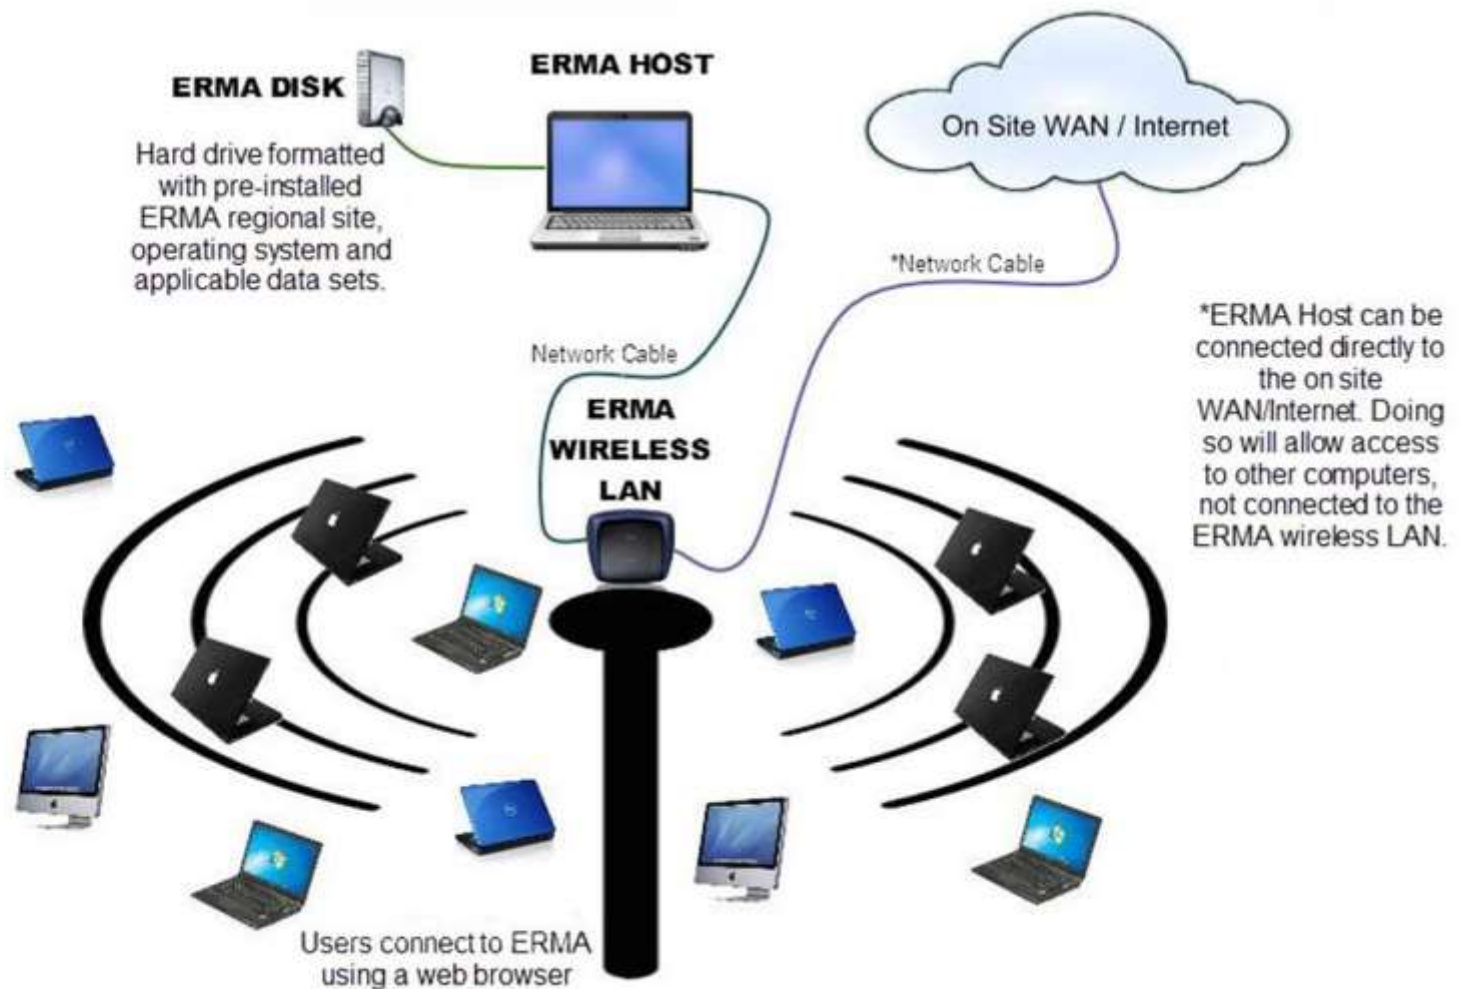 ERMA DISK
Hard drive formatted
with pre-installed
ERMA regional site,
operating system and
applicable data sets.
ERMA HOST
On Site WAN / Internet
*Network Cable
Network Cable
*ERMA Host can be
connected directly to
the on site
WAN/Internet. Doing
so will allow access
to other computers,
not connected to the
ERMA wireless LAN.
ERMA
WIRELESS
LAN
Users connect to ERMA
using a web browser